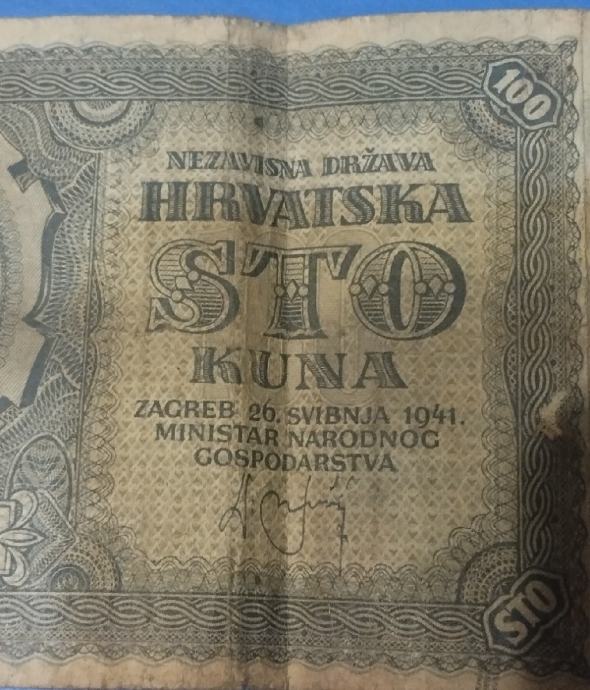 100
NEZAVISNA DRŽAVA
HRVATSKA
STO
KUNA
ZAGREB 26. SVIBNJA 1941.
MINISTAR NARODNOG
GOSPODARSTVA
STO